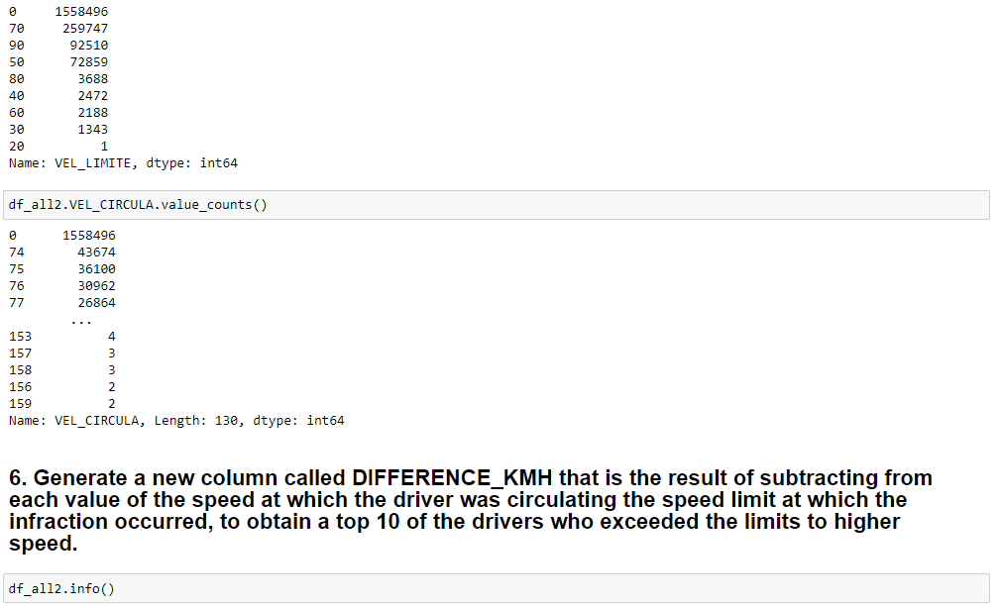 0 1558496
70 259747
90 92510
50 72859
80 3688
40 2472
60 2188
30 1343
20 1
Name: VEL_LIMITE, dtype: int64
df_all2.VEL_CIRCULA.value_counts()
0 1558496
74 43674
75 36100
76 30962
77 26864
...
153 4
157 3
158 3
156 2
159 2
Name: VEL_CIRCULA, Length: 130, dtype: int64
6. Generate a new column called DIFFERENCE_KMH that is the result of subtracting from
each value of the speed at which the driver was circulating the speed limit at which the
infraction occurred, to obtain a top 10 of the drivers who exceeded the limits to higher
speed.
df_all2.info()